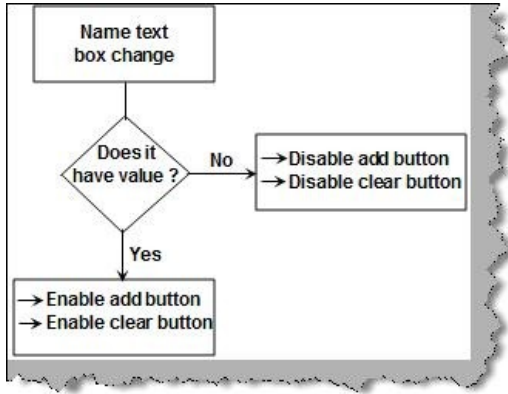 Name text
box change
Does it
have value ?
No
→Disable add button
→Disable clear button
Yes
→Enable add button
→Enable clear button